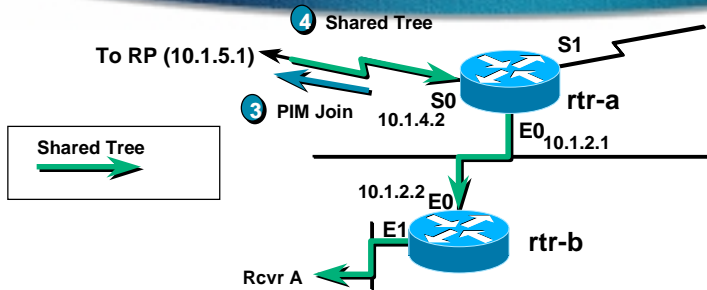 4 Shared Tree
To RP (10.1.5.1)
S1
3 PIM Join
10.1.4.2
S0
rtr-a
E0
10.1.2.1
Shared Tree
10.1.2.2
E0
E1
rtr-b
Rcvr A